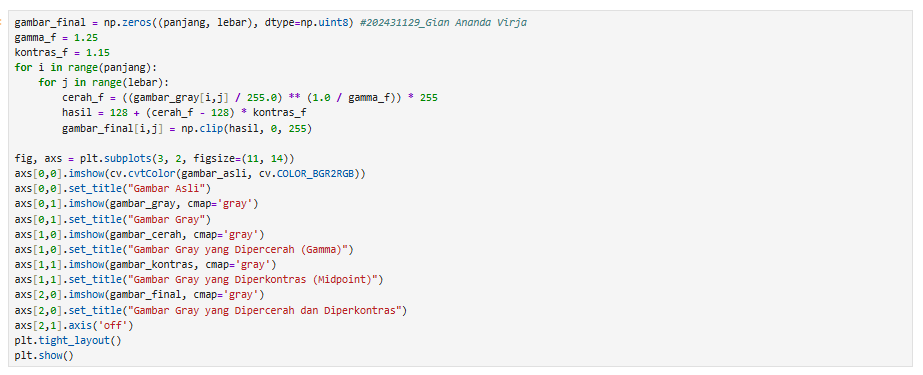 gambar_final = np.zeros((panjang, lebar), dtype=np.uint8) #202431129_Gian Ananda Virja
gamma_f = 1.25
kontras_f = 1.15
for i in range(panjang):
    for j in range(lebar):
        cerah_f = ((gambar_gray[i,j] / 255.0) ** (1.0 / gamma_f)) * 255
        hasil = 128 + (cerah_f - 128) * kontras_f
        gambar_final[i,j] = np.clip(hasil, 0, 255)

fig, axs = plt.subplots(3, 2, figsize=(11, 14))
axs[0,0].imshow(cv.cvtColor(gambar_asli, cv.COLOR_BGR2RGB))
axs[0,0].set_title("Gambar Asli")
axs[0,1].imshow(gambar_gray, cmap='gray')
axs[0,1].set_title("Gambar Gray")
axs[1,0].imshow(gambar_cerah, cmap='gray')
axs[1,0].set_title("Gambar Gray yang Dipercerah (Gamma)")
axs[1,1].imshow(gambar_kontras, cmap='gray')
axs[1,1].set_title("Gambar Gray yang Diperkontras (Midpoint)")
axs[2,0].imshow(gambar_final, cmap='gray')
axs[2,0].set_title("Gambar Gray yang Dipercerah dan Diperkontras")
axs[2,1].axis('off')
plt.tight_layout()
plt.show()